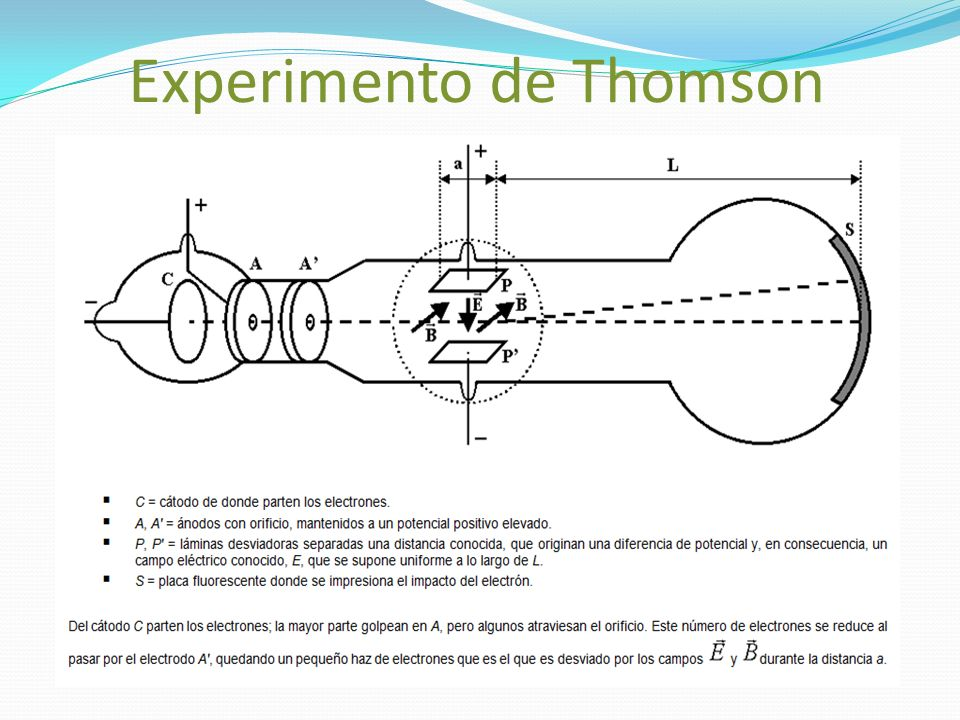 Experimento de Thomson
+
a
L
+
S
C
A
A'
P
E
B
−
B
P'
−
▪ C = cátodo de donde parten los electrones.
▪ A, A' = ánodos con orificio, mantenidos a un potencial positivo elevado.
▪ P, P' = láminas desviadoras separadas una distancia conocida, que originan una diferencia de potencial y, en consecuencia, un
campo eléctrico conocido, E, que se supone uniforme a lo largo de L.
▪ S = placa fluorescente donde se impresiona el impacto del electrón.
Del cátodo C parten los electrones; la mayor parte golpean en A, pero algunos atraviesan el orificio. Este número de electrones se reduce al
pasar por el electrodo A', quedando un pequeño haz de electrones que es el que es desviado por los campos E⃗ y B⃗ durante la distancia a.